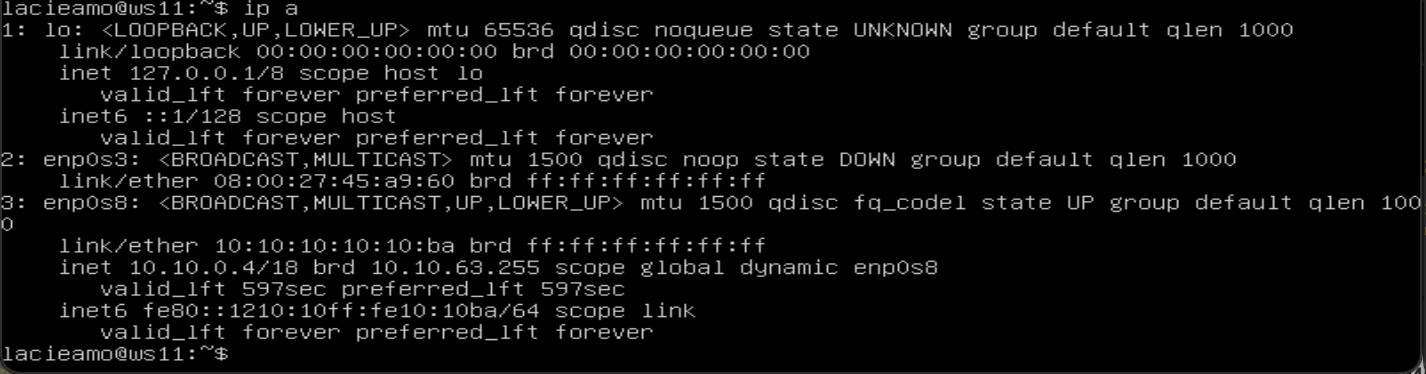 lacieamo@ws11:~$ ip a
1: lo: <LOOPBACK,UP,LOWER_UP> mtu 65536 qdisc noqueue state UNKNOWN group default qlen 1000
    link/loopback 00:00:00:00:00:00 brd 00:00:00:00:00:00
    inet 127.0.0.1/8 scope host lo
       valid_lft forever preferred_lft forever
    inet6 ::1/128 scope host
       valid_lft forever preferred_lft forever
2: enp0s3: <BROADCAST,MULTICAST> mtu 1500 qdisc noop state DOWN group default qlen 1000
    link/ether 08:00:27:45:a9:60 brd ff:ff:ff:ff:ff:ff
3: enp0s8: <BROADCAST,MULTICAST,UP,LOWER_UP> mtu 1500 qdisc fq_codel state UP group default qlen 100
0
    link/ether 10:10:10:10:10:ba brd ff:ff:ff:ff:ff:ff
    inet 10.10.0.4/18 brd 10.10.63.255 scope global dynamic enp0s8
       valid_lft 597sec preferred_lft 597sec
    inet6 fe80::1210:10ff:fe10:10ba/64 scope link
       valid_lft forever preferred_lft forever
lacieamo@ws11:~$